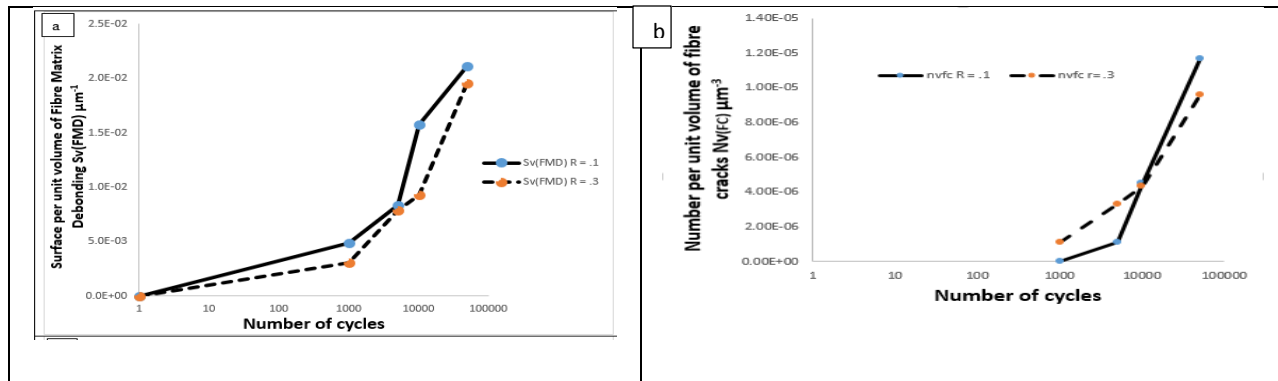 a
Surface per unit volume of Fibre Matrix
Debonding Sv(FMD) μm-1
2.5E-02
2.0E-02
1.5E-02
1.0E-02
5.0E-03
0.0E+00
1
10
100
1000
10000
100000
Number of cycles
Sv(FMD) R = .1
Sv(FMD) R = .3
b
Number per unit volume of fibre
cracks Nv(FC) μm-3
1.40E-05
1.20E-05
1.00E-05
8.00E-06
6.00E-06
4.00E-06
2.00E-06
0.00E+00
1
10
100
1000
10000
100000
Number of cycles
nvfc R = .1
nvfc r= .3